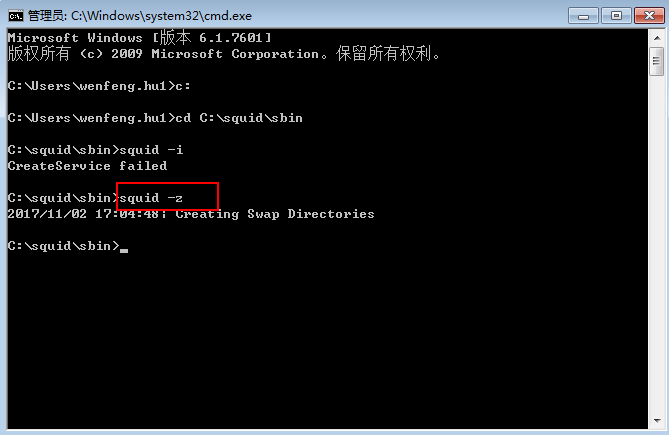 管理员: C:\Windows\system32\cmd.exe
Microsoft Windows [版本 6.1.7601]
版权所有 (c) 2009 Microsoft Corporation。保留所有权利。
C:\Users\wenfeng.hu1>c:
C:\Users\wenfeng.hu1>cd C:\squid\sbin
C:\squid\sbin>squid -i
CreateService failed
C:\squid\sbin>squid -z
2017/11/02 17:04:48| Creating Swap Directories
C:\squid\sbin>